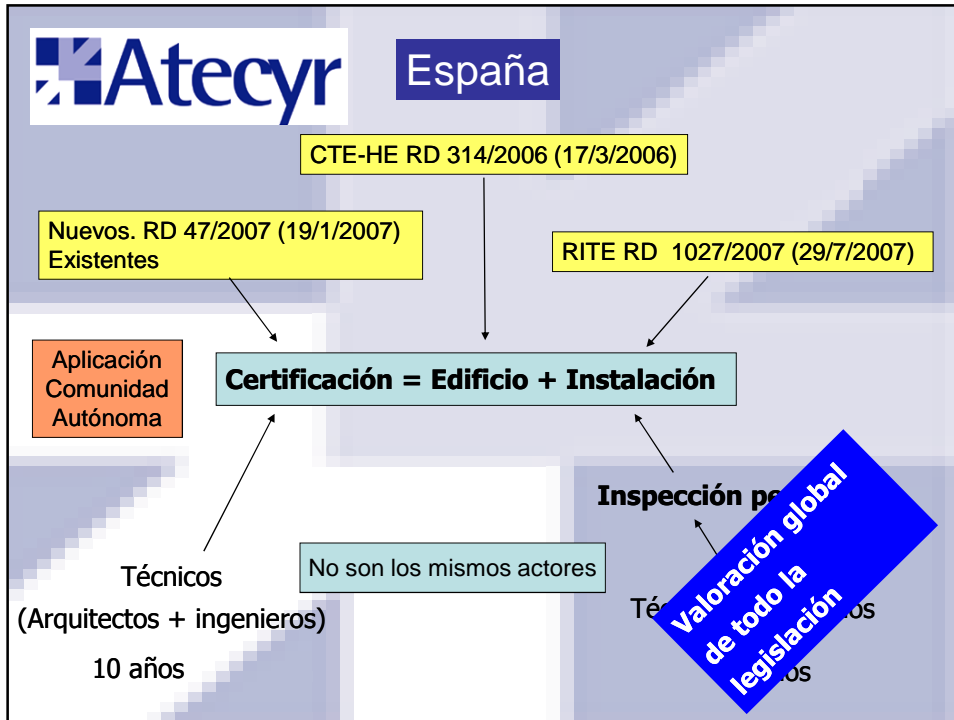 Atecyr
España
CTE-HE RD 314/2006 (17/3/2006)
Nuevos. RD 47/2007 (19/1/2007)
Existentes
RITE RD 1027/2007 (29/7/2007)
Aplicación
Comunidad
Autónoma
Certificación = Edificio + Instalación
Inspección
No son los mismos actores
Técnicos
(Arquitectos + ingenieros)
10 años
Valoración global
de todo la
legislación